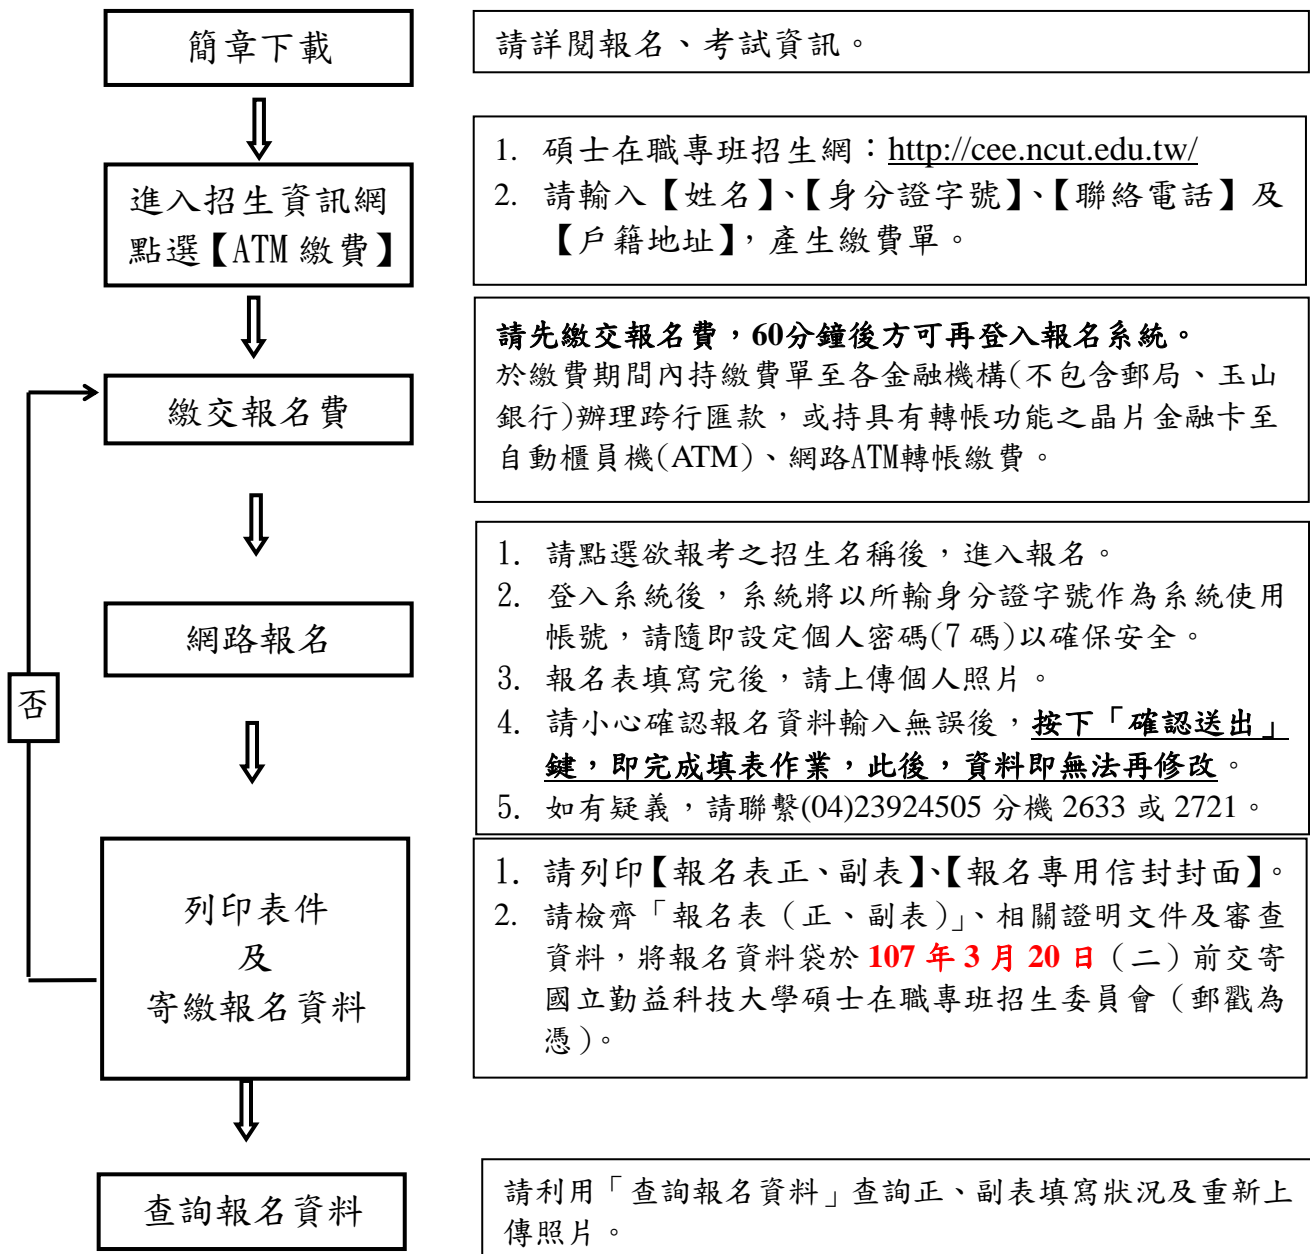 簡章下載
請詳閱報名、考試資訊。
進入招生資訊網
點選【ATM 繳費】
1. 碩士在職專班招生網：http://cee.ncut.edu.tw/
2. 請輸入【姓名】、【身分證字號】、【聯絡電話】及
【戶籍地址】，產生繳費單。
繳交報名費
請先繳交報名費，60分鐘後方可再登入報名系統。
於繳費期間內持繳費單至各金融機構(不包含郵局、玉山
銀行)辦理跨行匯款，或持具有轉帳功能之晶片金融卡至
自動櫃員機(ATM)、網路ATM轉帳繳費。
網路報名
1. 請點選欲報考之招生名稱後，進入報名。
2. 登入系統後，系統將以所輸身分證字號作為系統使用
帳號，請隨即設定個人密碼(7 碼)以確保安全。
3. 報名表填寫完後，請上傳個人照片。
4. 請小心確認報名資料輸入無誤後，按下「確認送出」
鍵，即完成填表作業，此後，資料即無法再修改。
5. 如有疑義，請聯繫(04)23924505 分機 2633 或 2721。
否
列印表件
及
寄繳報名資料
1. 請列印【報名表正、副表】、【報名專用信封封面】。
2. 請檢齊「報名表（正、副表）」、相關證明文件及審查
資料，將報名資料袋於 107 年 3 月 20 日（二）前交寄
國立勤益科技大學碩士在職專班招生委員會（郵戳為
憑）。
查詢報名資料
請利用「查詢報名資料」查詢正、副表填寫狀況及重新上
傳照片。